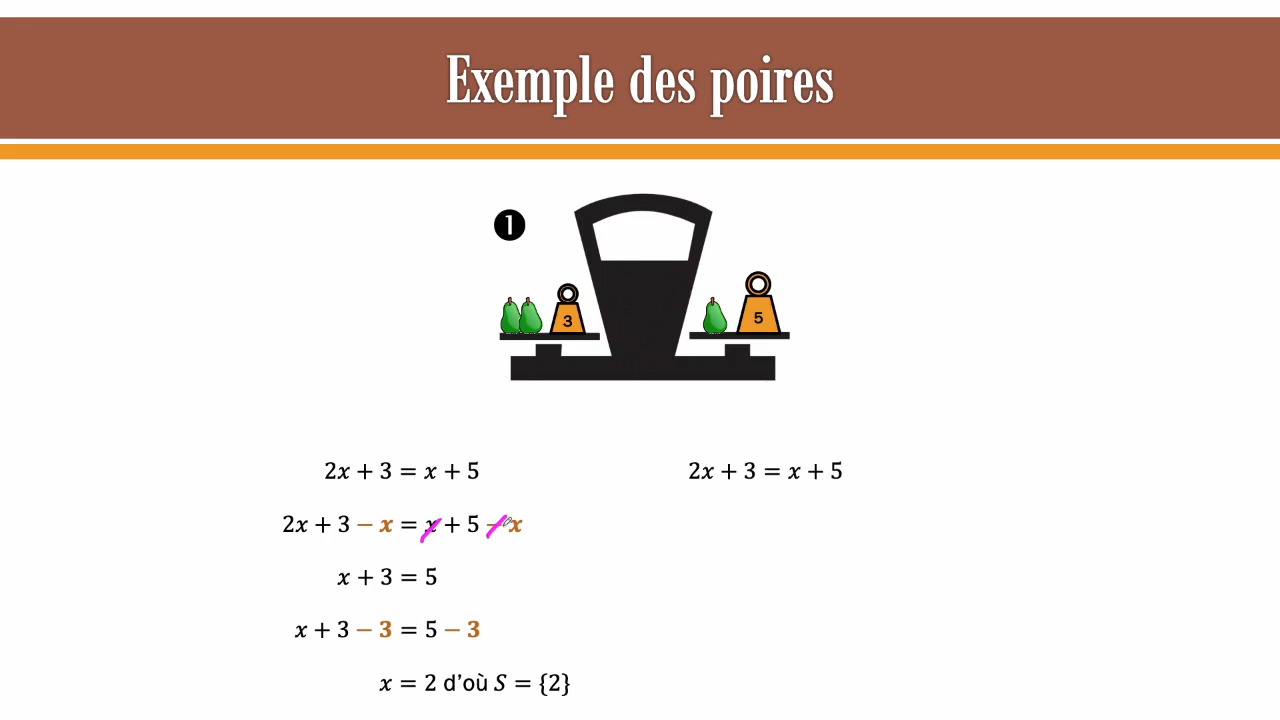 Exemple des poires
❶
3
5
2x + 3 = x + 5
2x + 3 − x = x + 5 − x
x + 3 = 5
x + 3 − 3 = 5 − 3
x = 2 d’où S = {2}
2x + 3 = x + 5